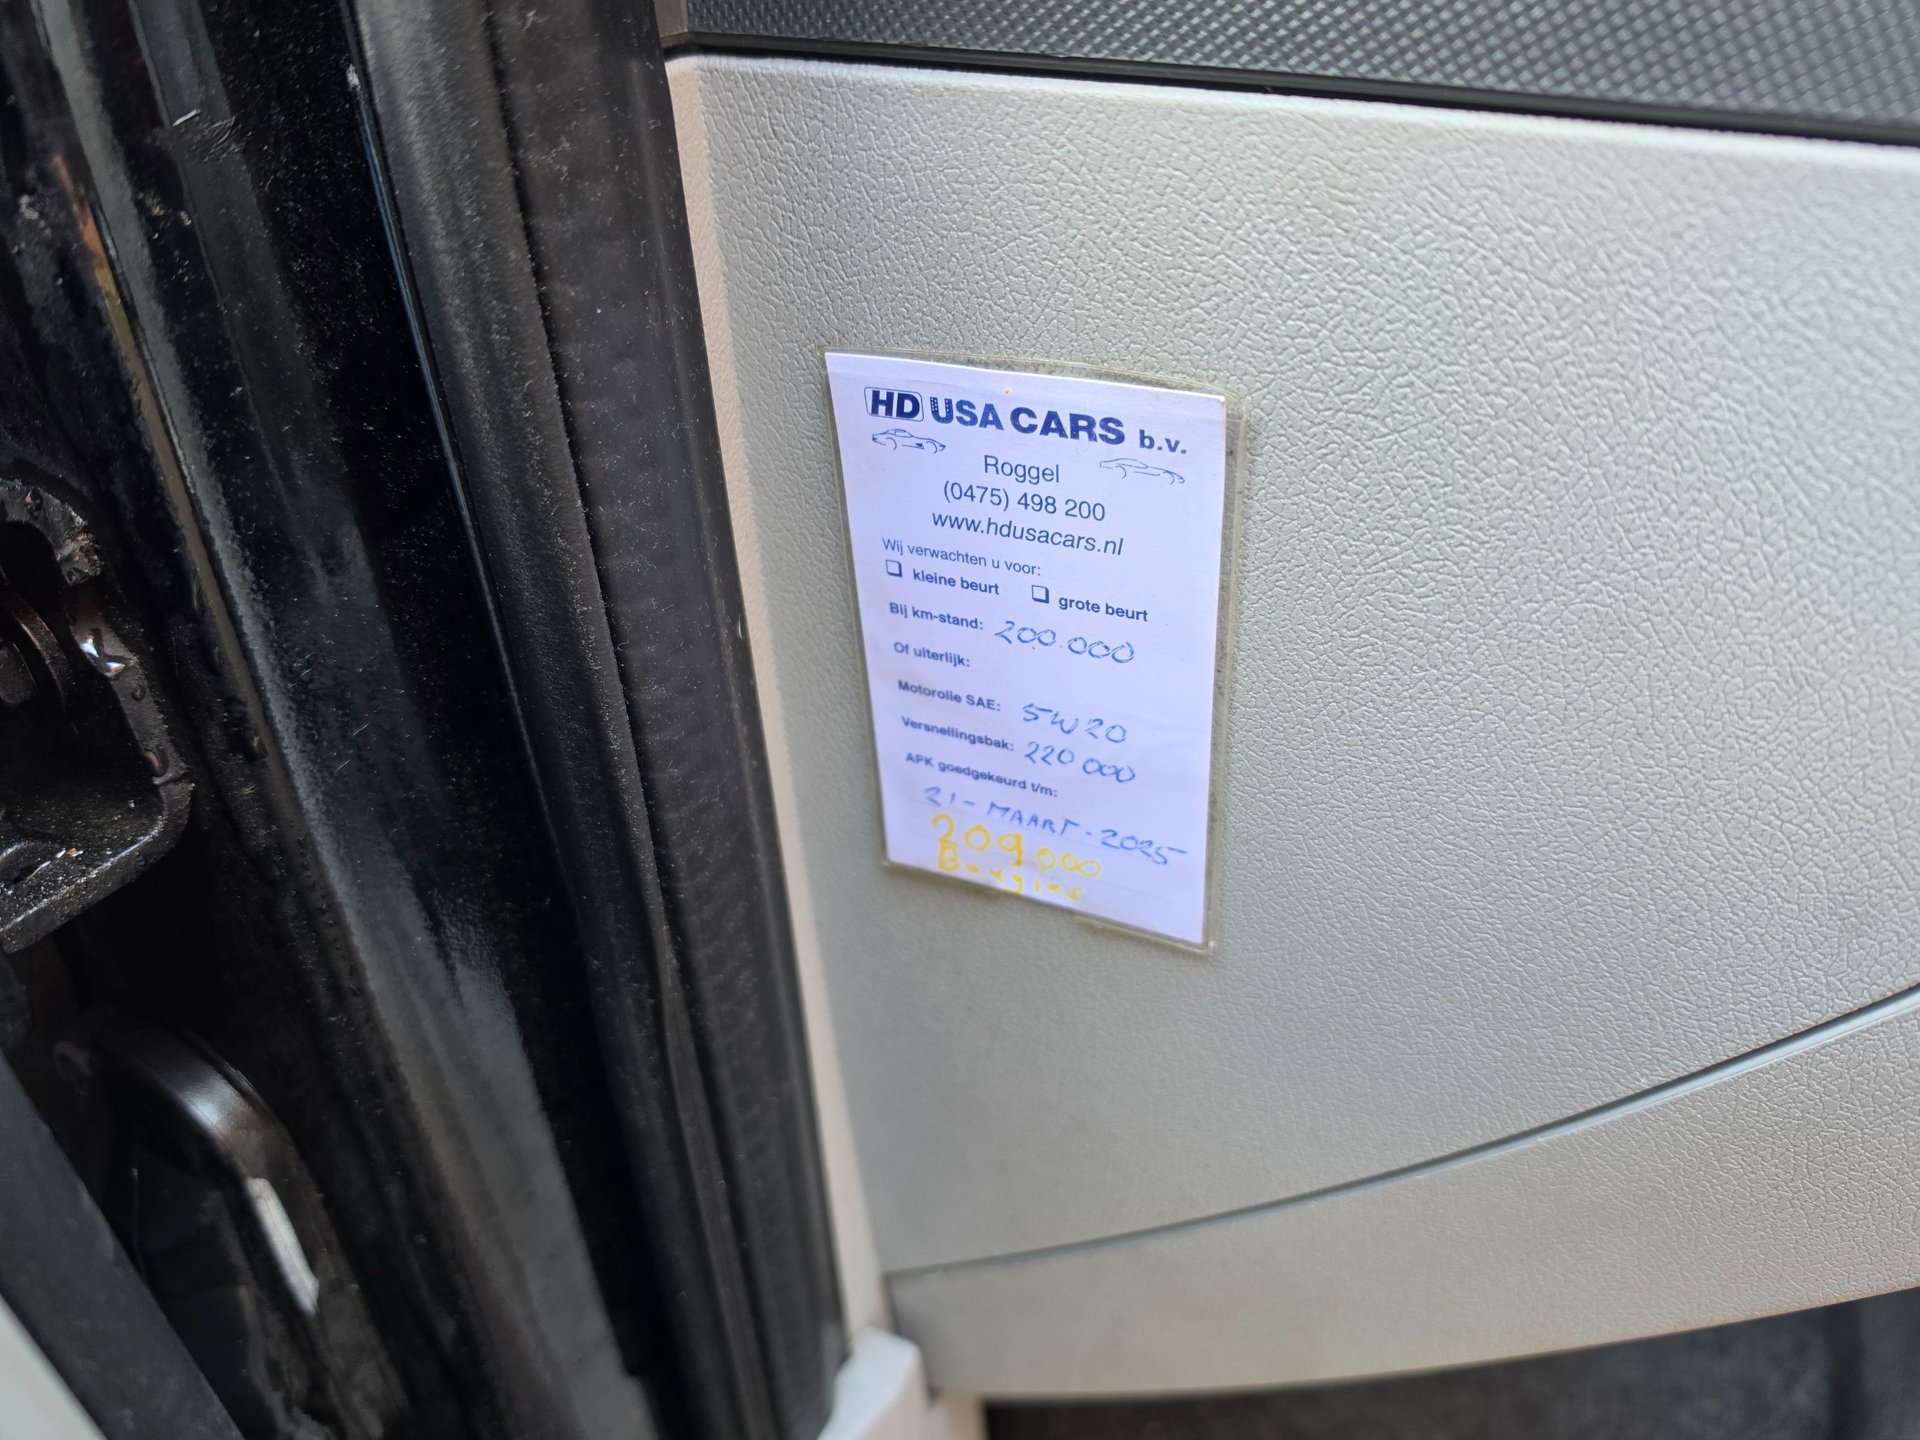 HD USA CARS b.v.
Roggel
(0475) 498 200
www.hdusacars.nl
Wij verwachten u voor:
kleine beurt grote beurt
Bij km-stand: 200.000
Of uiterlijk:
Motorolie SAE: 5W20
Versnellingsbak: 220 000
APK goedgekeurd t/m:
21-MAART-2025
209,000
Bougies